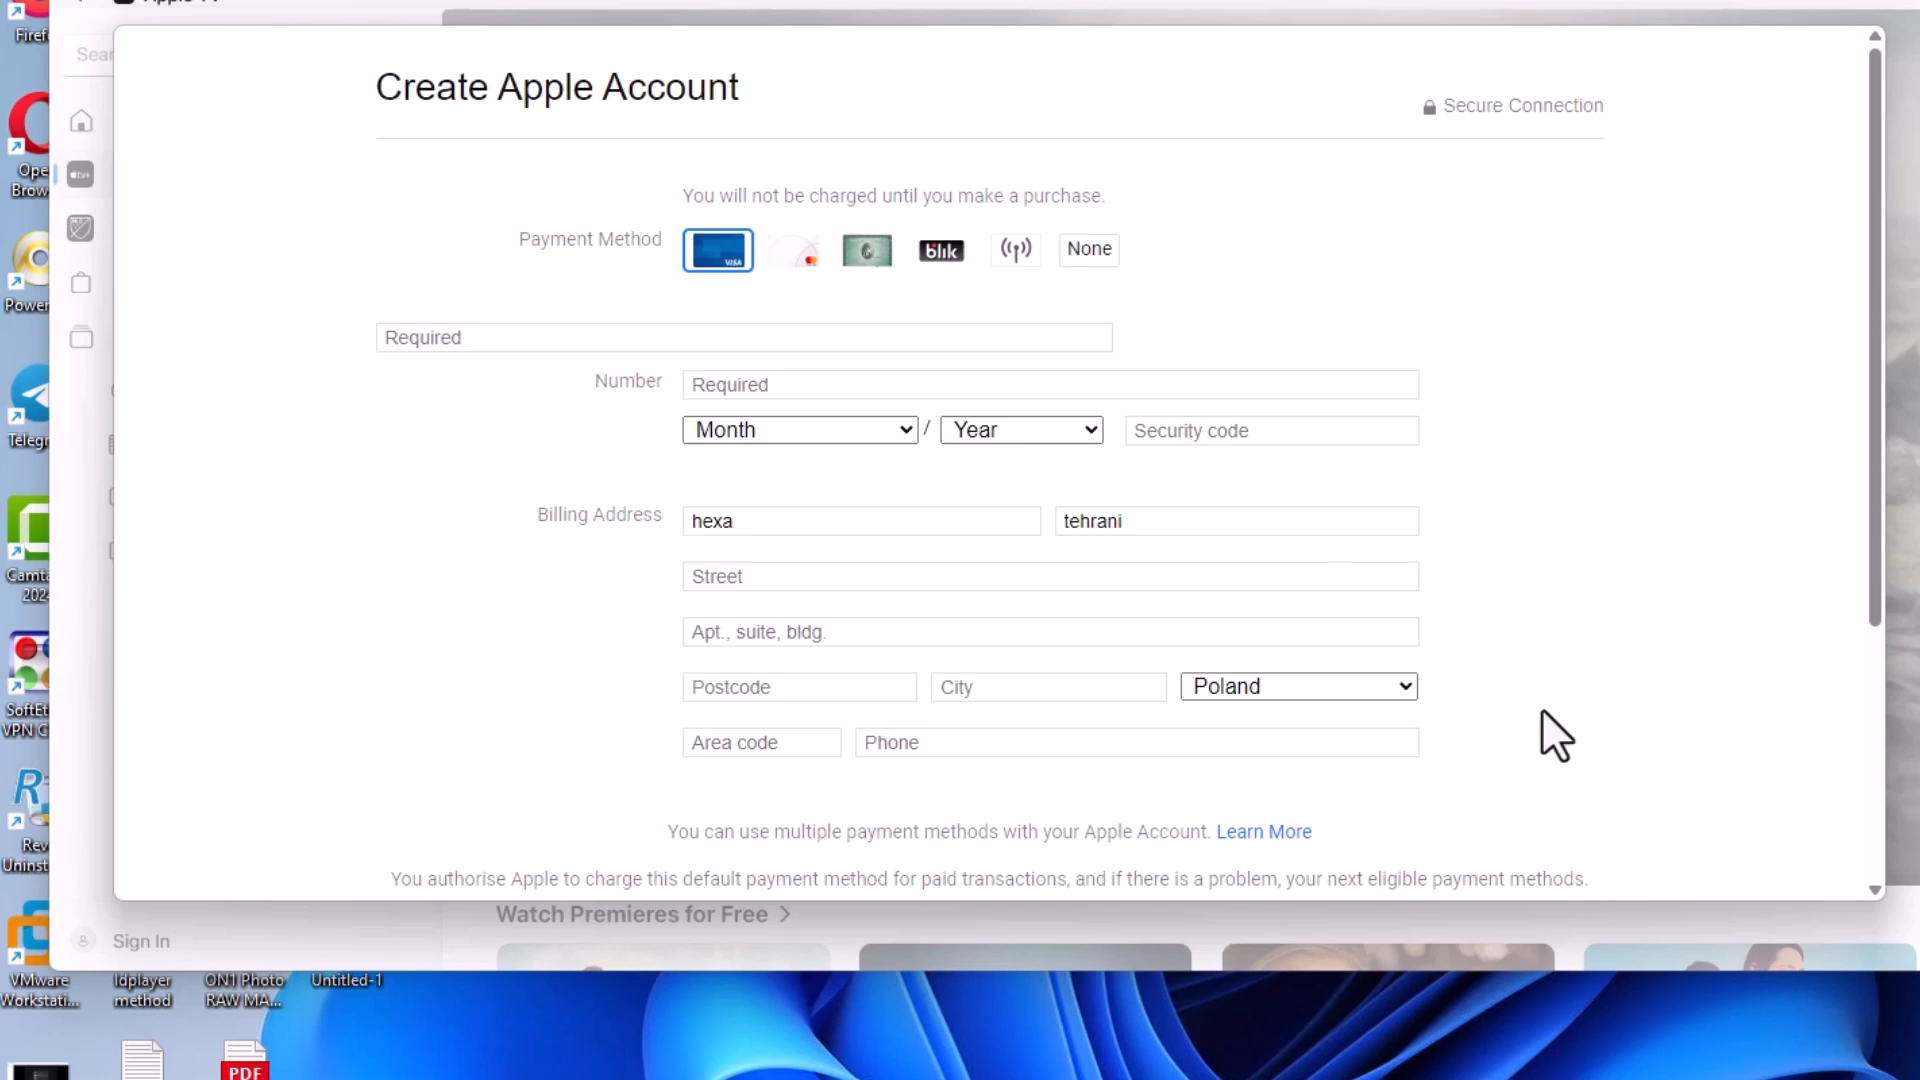 Create Apple Account
Secure Connection
You will not be charged until you make a purchase.
Payment Method
VISA
blik
None
Required
Number
Required
Month / Year Security code
Billing Address
hexa tehrani
Street
Apt., suite, bldg.
Postcode City Poland
Area code Phone
You can use multiple payment methods with your Apple Account. Learn More
You authorise Apple to charge this default payment method for paid transactions, and if there is a problem, your next eligible payment methods.
Watch Premieres for Free
Sign In
Firef
Sear
Ope
Brow
tv+
Power
Telegr
Camta
202
SoftEt
VPN C
Rev
Uninst
VMware
Workstati...
ldplayer
method
ON1 Photo
RAW MA...
Untitled-1
PDF